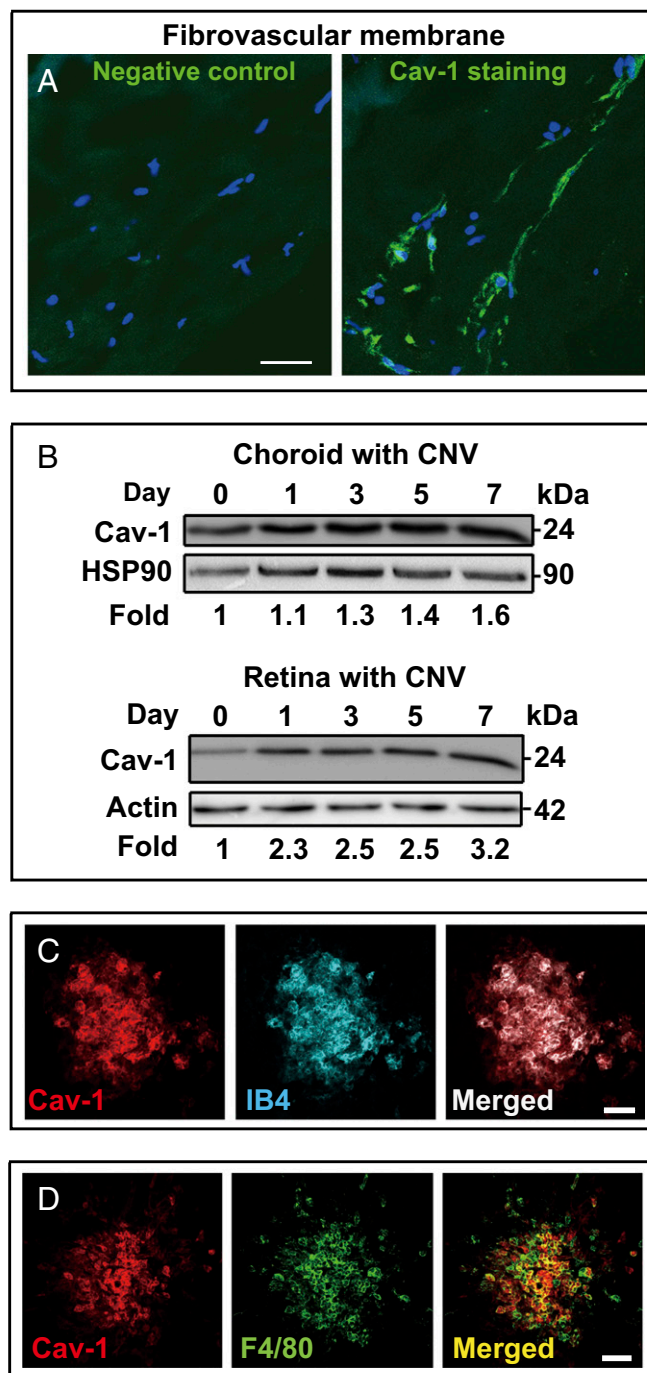 Fibrovascular membrane
A
Negative control
Cav-1 staining
B
Choroid with CNV
Day 0 1 3 5 7 kDa
Cav-1 -24
HSP90 -90
Fold 1 1.1 1.3 1.4 1.6
Retina with CNV
Day 0 1 3 5 7 kDa
Cav-1 -24
Actin -42
Fold 1 2.3 2.5 2.5 3.2
C
Cav-1 IB4 Merged
D
Cav-1 F4/80 Merged